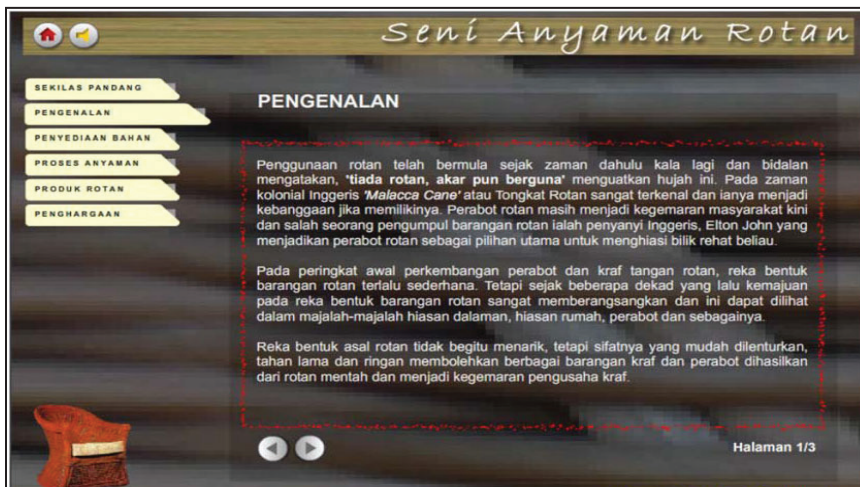 Seni Anyaman Rotan
SEKILAS PANDANG
PENGENALAN
PENYEDIAAN BAHAN
PROSES ANYAMAN
PRODUK ROTAN
PENGHARGAAN
PENGENALAN
Penggunaan rotan telah bermula sejak zaman dahulu kala lagi dan bidalan
mengatakan, 'tiada rotan, akar pun berguna' menguatkan hujah ini. Pada zaman
kolonial Inggeris 'Malacca Cane' atau Tongkat Rotan sangat terkenal dan ianya menjadi
kebanggaan jika memilikinya. Perabot rotan masih menjadi kegemaran masyarakat kini
dan salah seorang pengumpul barangan rotan ialah penyanyi Inggeris, Elton John yang
menjadikan perabot rotan sebagai pilihan utama untuk menghiasi bilik rehat beliau.
Pada peringkat awal perkembangan perabot dan kraf tangan rotan, reka bentuk
barangan rotan terlalu sederhana. Tetapi sejak beberapa dekad yang lalu kemajuan
pada reka bentuk barangan rotan sangat memberangsangkan dan ini dapat dilihat
dalam majalah-majalah hiasan dalaman, hiasan rumah, perabot dan sebagainya.
Reka bentuk asal rotan tidak begitu menarik, tetapi sifatnya yang mudah dilenturkan,
tahan lama dan ringan membolehkan berbagai barangan kraf dan perabot dihasilkan
dari rotan mentah dan menjadi kegemaran pengusaha kraf.
Halaman 1/3